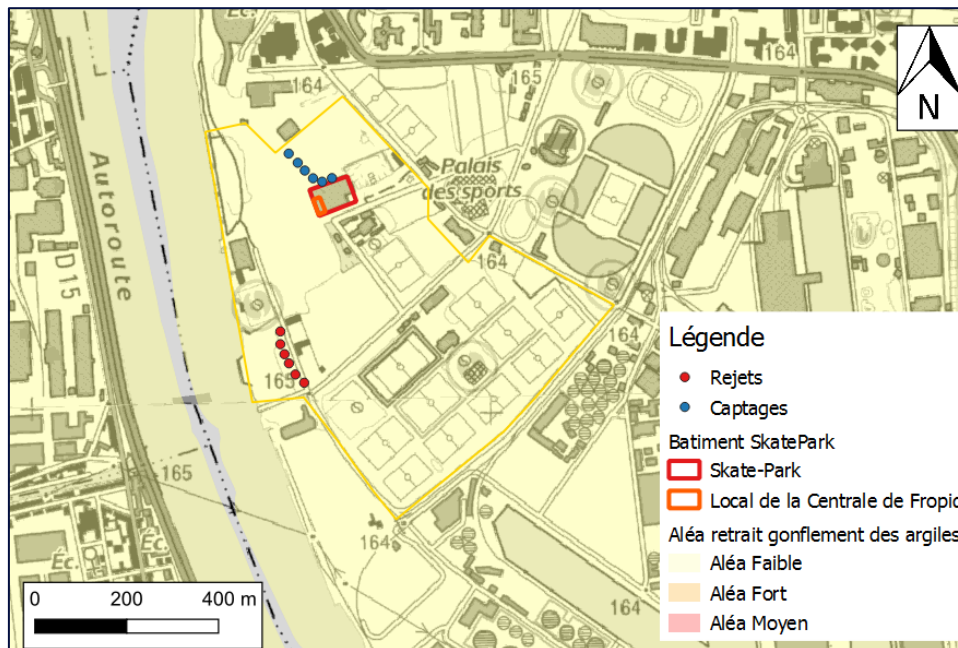 Éc.
164
165
164
N
Palais
des sports
Autoroute
D15
164
164
165
165
164
Éc.
164
0 200 400 m
Légende
Rejets
Captages
Batiment SkatePark
Skate-Park
Local de la Centrale de Fropic
Aléa retrait gonflement des argiles
Aléa Faible
Aléa Fort
Aléa Moyen